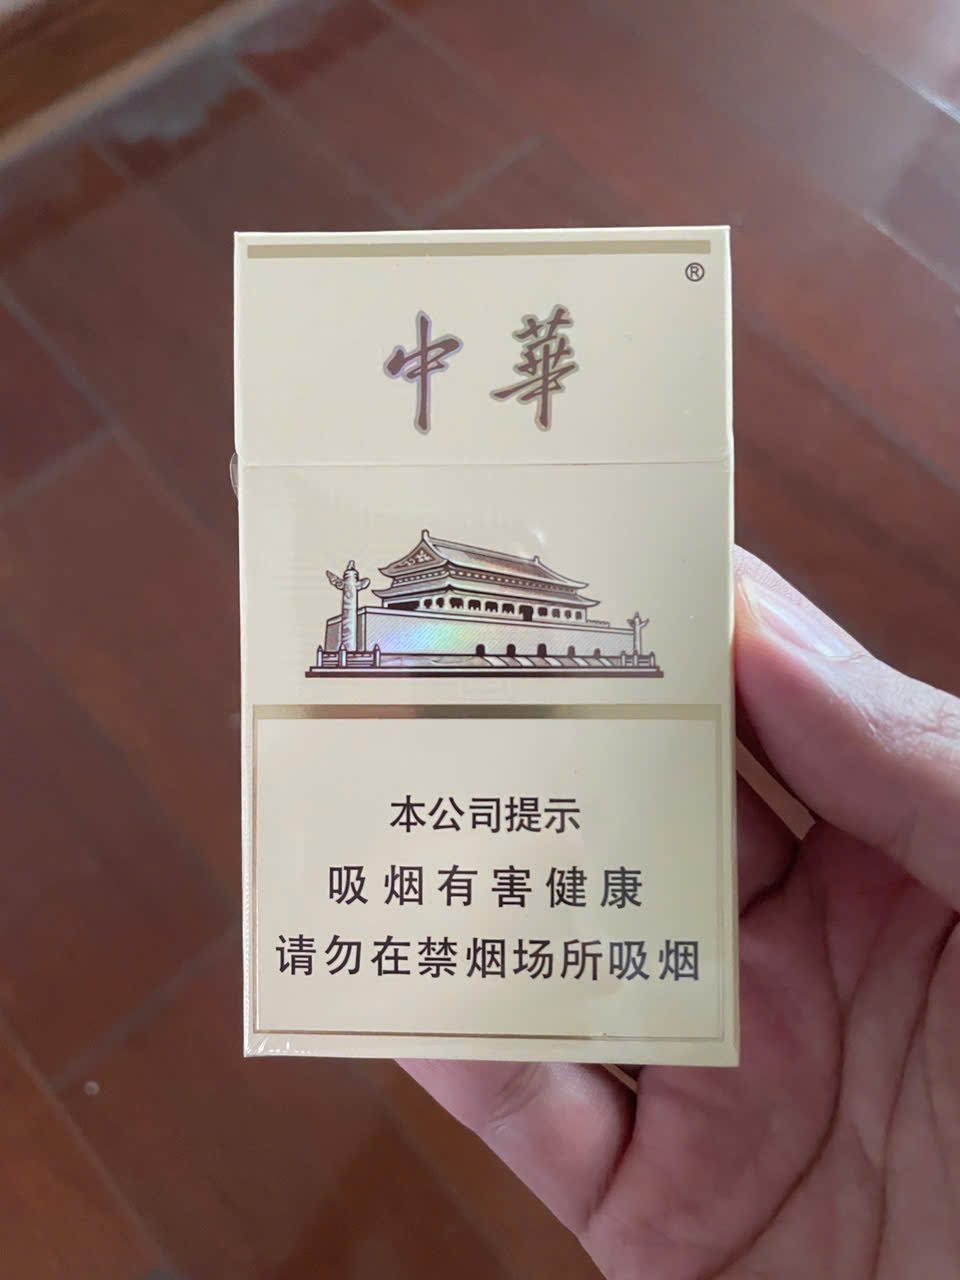 ®
中華
本公司提示
吸烟有害健康
请勿在禁烟场所吸烟